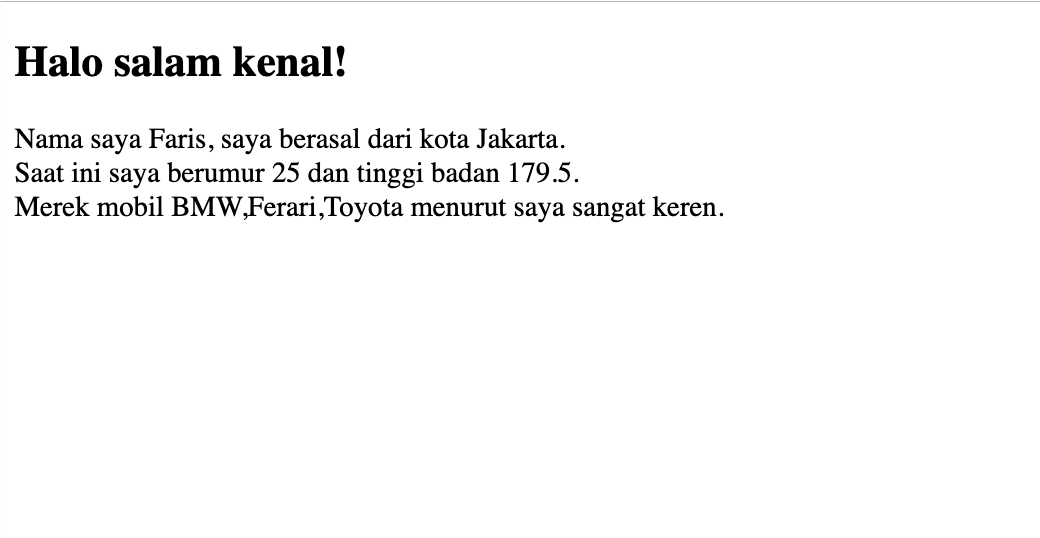 Halo salam kenal!
Nama saya Faris, saya berasal dari kota Jakarta.
Saat ini saya berumur 25 dan tinggi badan 179.5.
Merek mobil BMW,Ferari,Toyota menurut saya sangat keren.